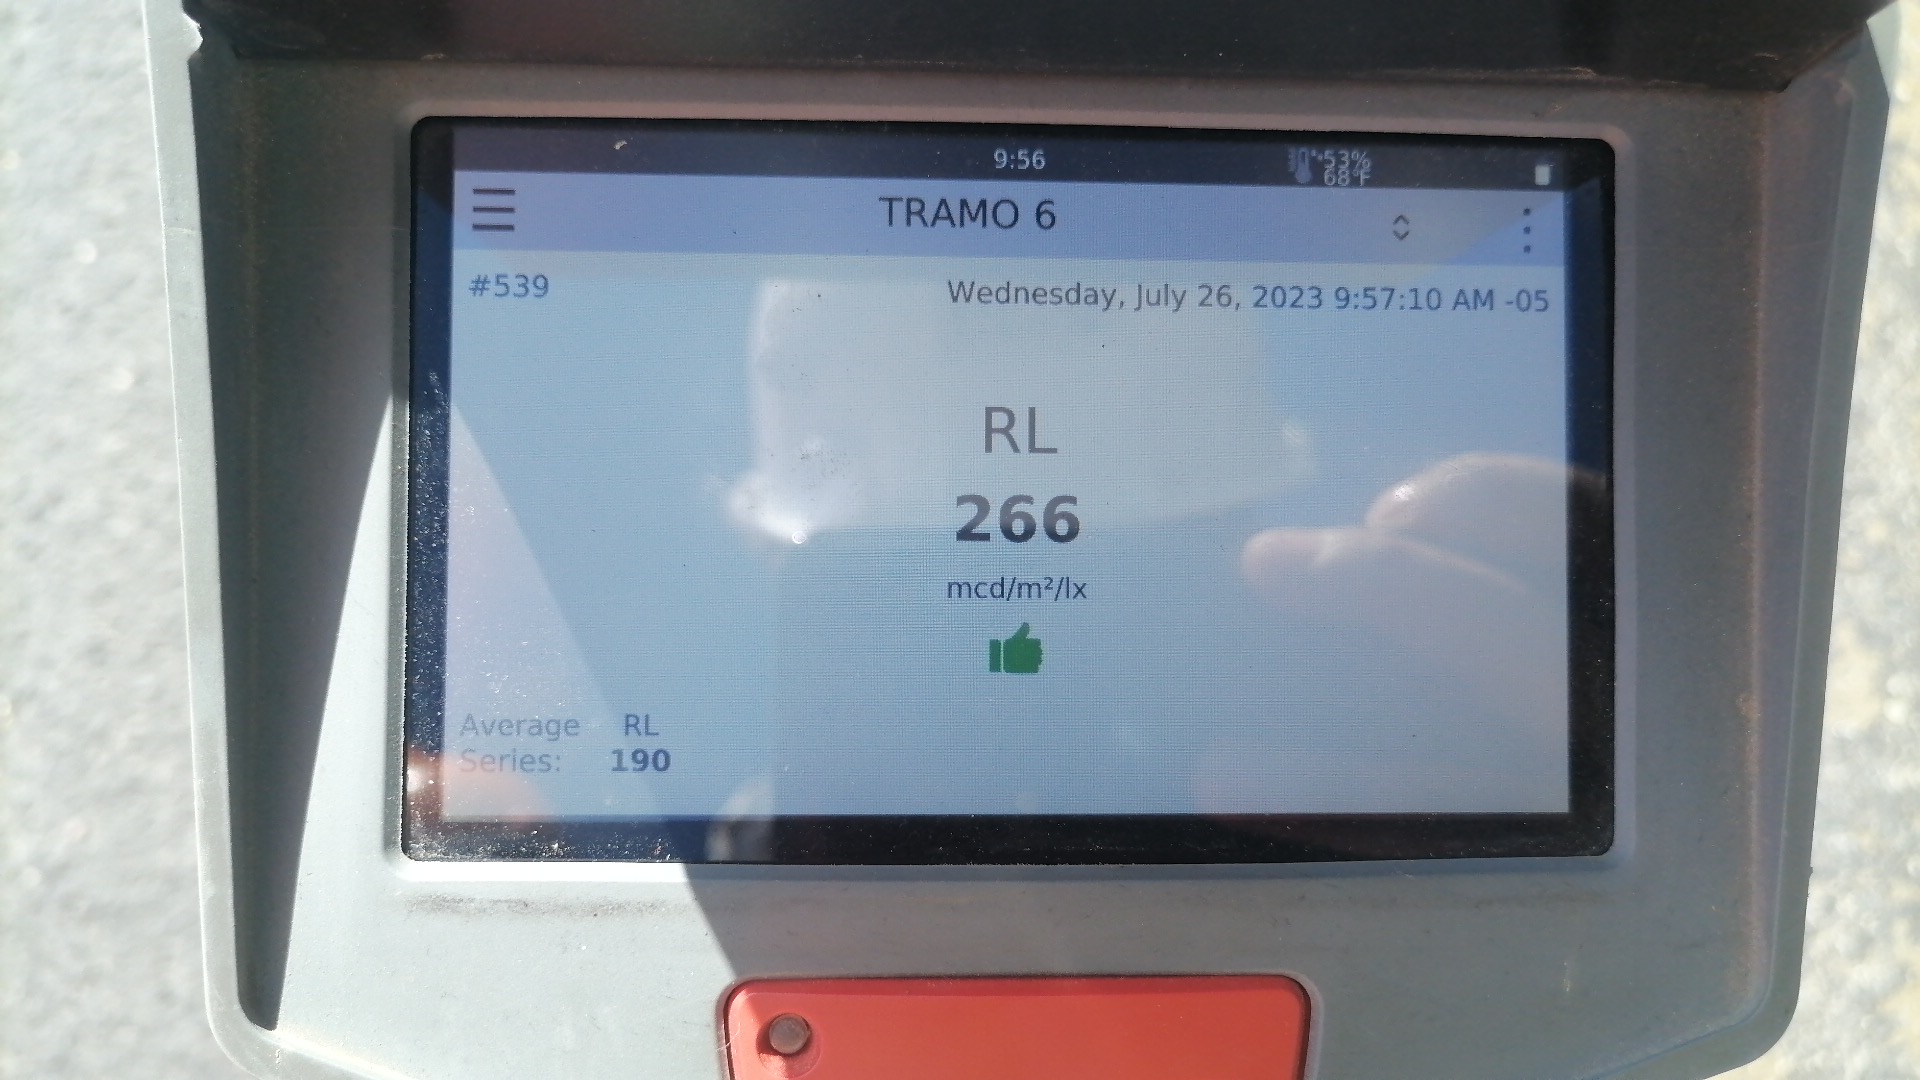 9:56
53%
68°F
TRAMO 6
#539
Wednesday, July 26, 2023 9:57:10 AM -05
RL
266
mcd/m²/lx
Average RL
Series: 190